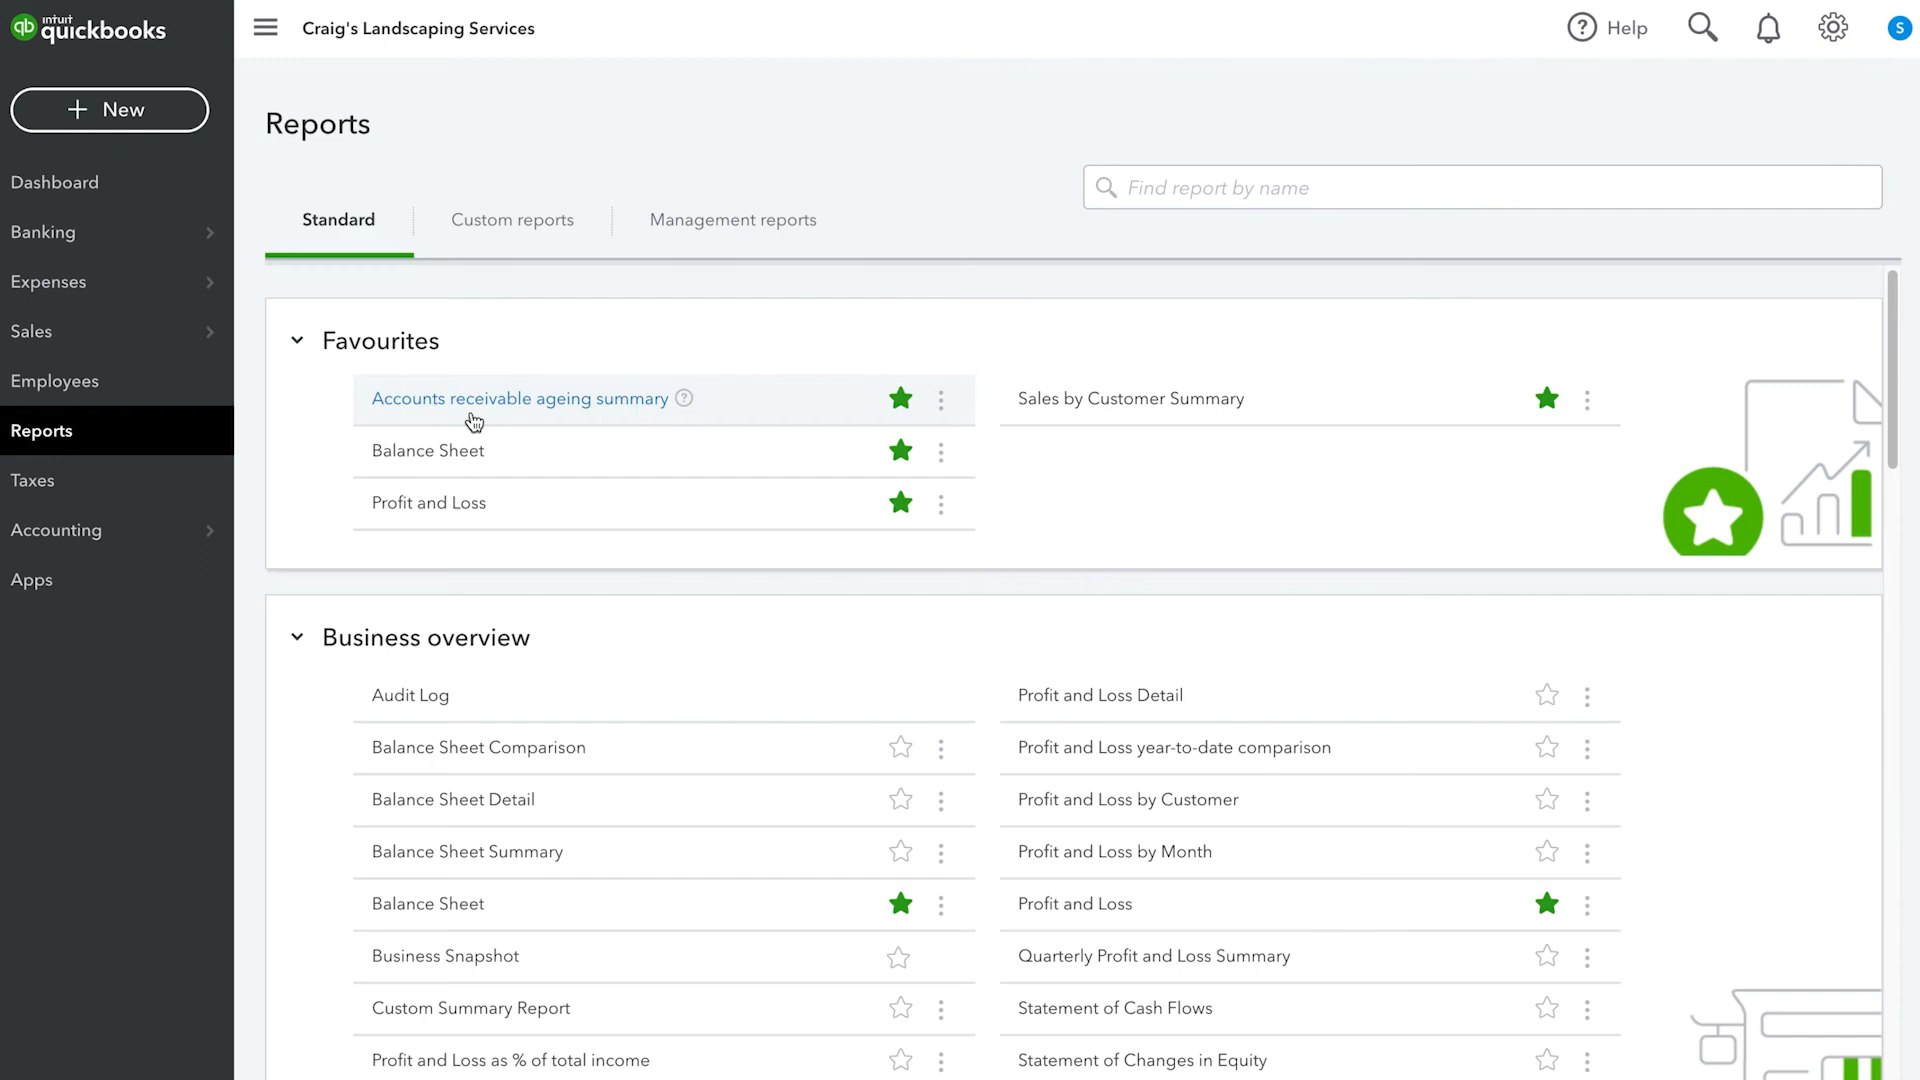 intuit
quickbooks
Craig's Landscaping Services
Help
S
New
Dashboard
Banking
Expenses
Sales
Employees
Reports
Taxes
Accounting
Apps
Reports
Find report by name
Standard
Custom reports
Management reports
Favourites
Accounts receivable ageing summary
Sales by Customer Summary
Balance Sheet
Profit and Loss
Business overview
Audit Log
Profit and Loss Detail
Balance Sheet Comparison
Profit and Loss year-to-date comparison
Balance Sheet Detail
Profit and Loss by Customer
Balance Sheet Summary
Profit and Loss by Month
Balance Sheet
Profit and Loss
Business Snapshot
Quarterly Profit and Loss Summary
Custom Summary Report
Statement of Cash Flows
Profit and Loss as % of total income
Statement of Changes in Equity